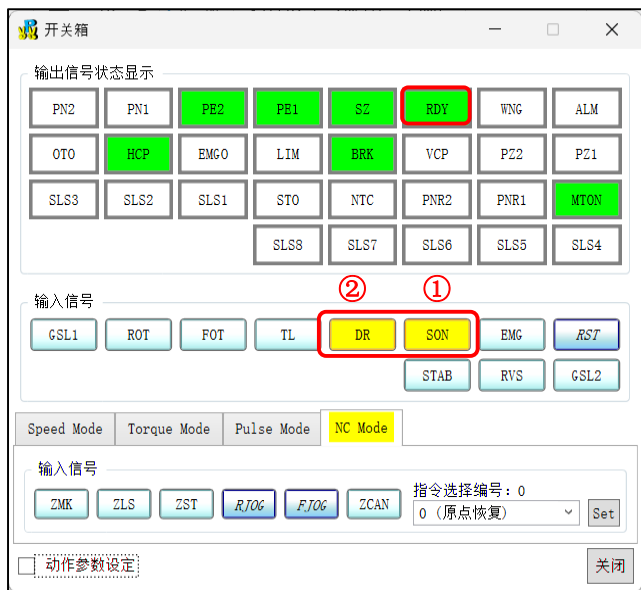 开关箱
输出信号状态显示
PN2 PN1 PE2 PE1 SZ RDY WNG ALM
OTO HCP EMGO LIM BRK VCP PZ2 PZ1
SLS3 SLS2 SLS1 STO NTC PNR2 PNR1 MTON
SLS8 SLS7 SLS6 SLS5 SLS4
② ①
输入信号
GSL1 ROT FOT TL DR SON EMG RST
STAB RVS GSL2
Speed Mode Torque Mode Pulse Mode NC Mode
输入信号
指令选择编号：0
ZMK ZLS ZST RJOG FJOG ZCAN 0 (原点恢复) Set
动作参数设定 关闭